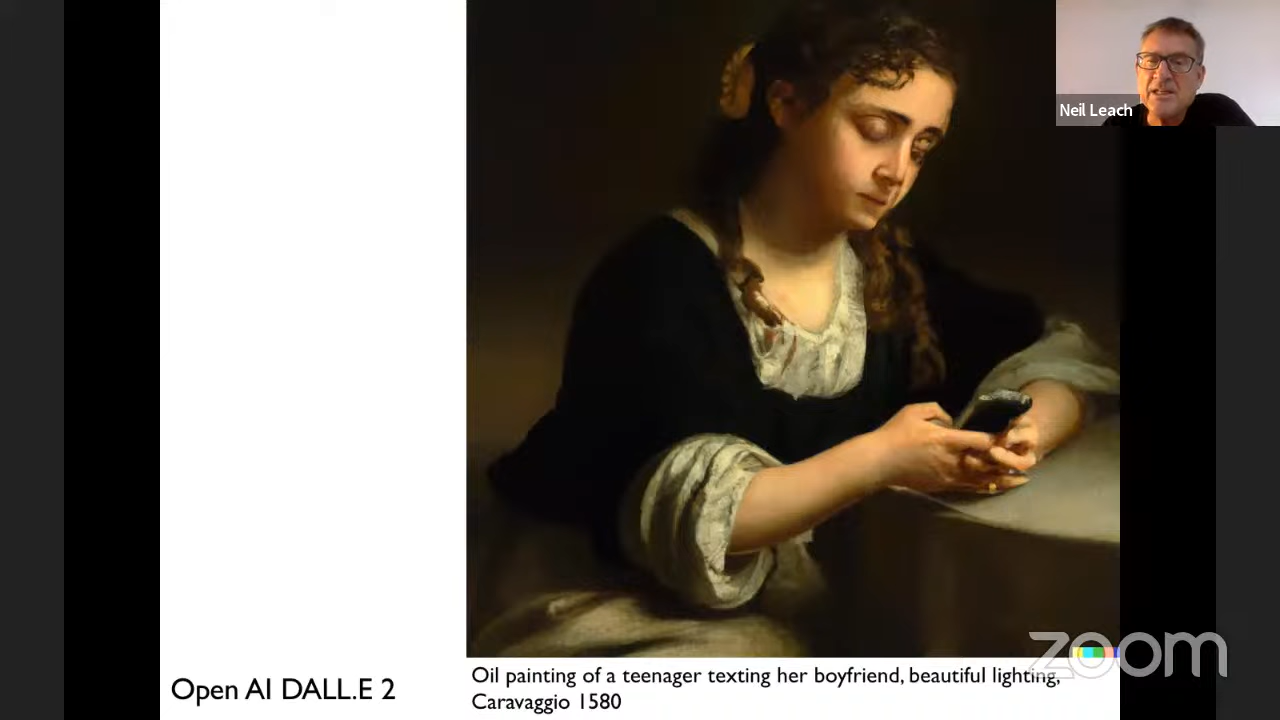 Neil Leach
Open AI DALL.E 2
Oil painting of a teenager texting her boyfriend, beautiful lighting,
Caravaggio 1580
zoom